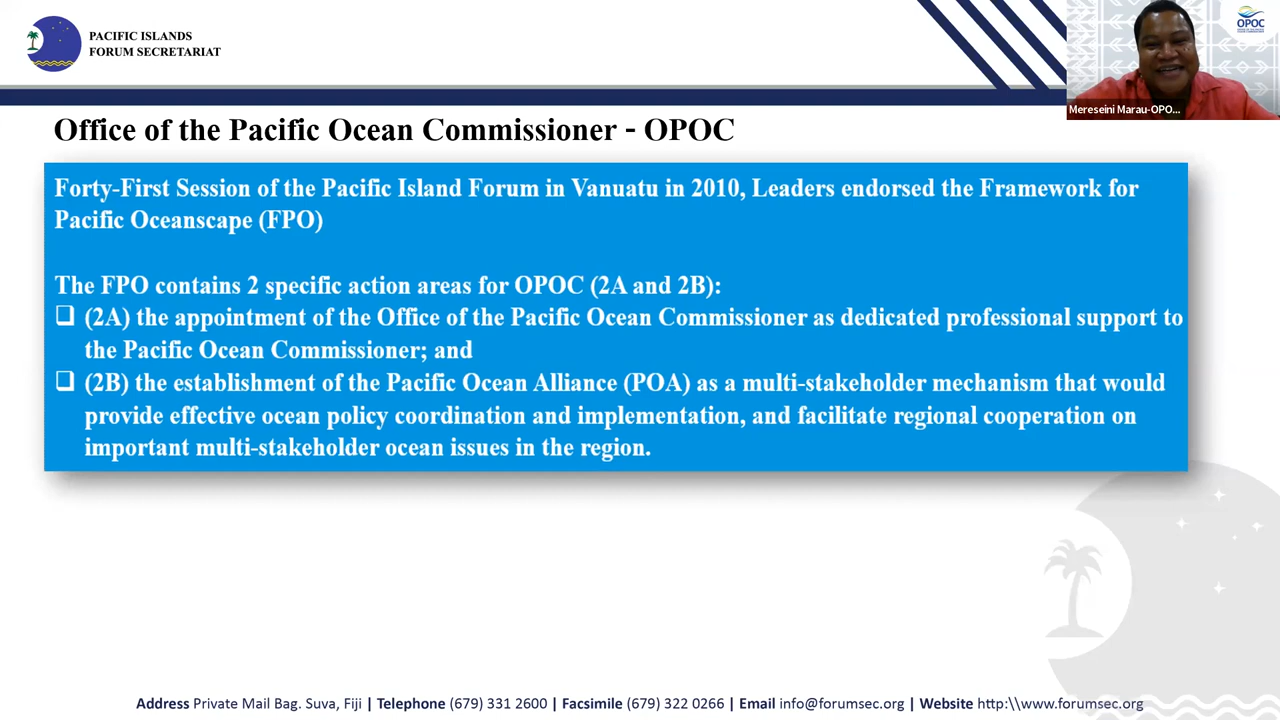 PACIFIC ISLANDS
FORUM SECRETARIAT
OPOC
Mereseini Marau-OPO...
Office of the Pacific Ocean Commissioner - OPOC
Forty-First Session of the Pacific Island Forum in Vanuatu in 2010, Leaders endorsed the Framework for
Pacific Oceanscape (FPO)
The FPO contains 2 specific action areas for OPOC (2A and 2B):
❑ (2A) the appointment of the Office of the Pacific Ocean Commissioner as dedicated professional support to
the Pacific Ocean Commissioner; and
❑ (2B) the establishment of the Pacific Ocean Alliance (POA) as a multi-stakeholder mechanism that would
provide effective ocean policy coordination and implementation, and facilitate regional cooperation on
important multi-stakeholder ocean issues in the region.
Address Private Mail Bag. Suva, Fiji | Telephone (679) 331 2600 | Facsimile (679) 322 0266 | Email info@forumsec.org | Website http:\\www.forumsec.org